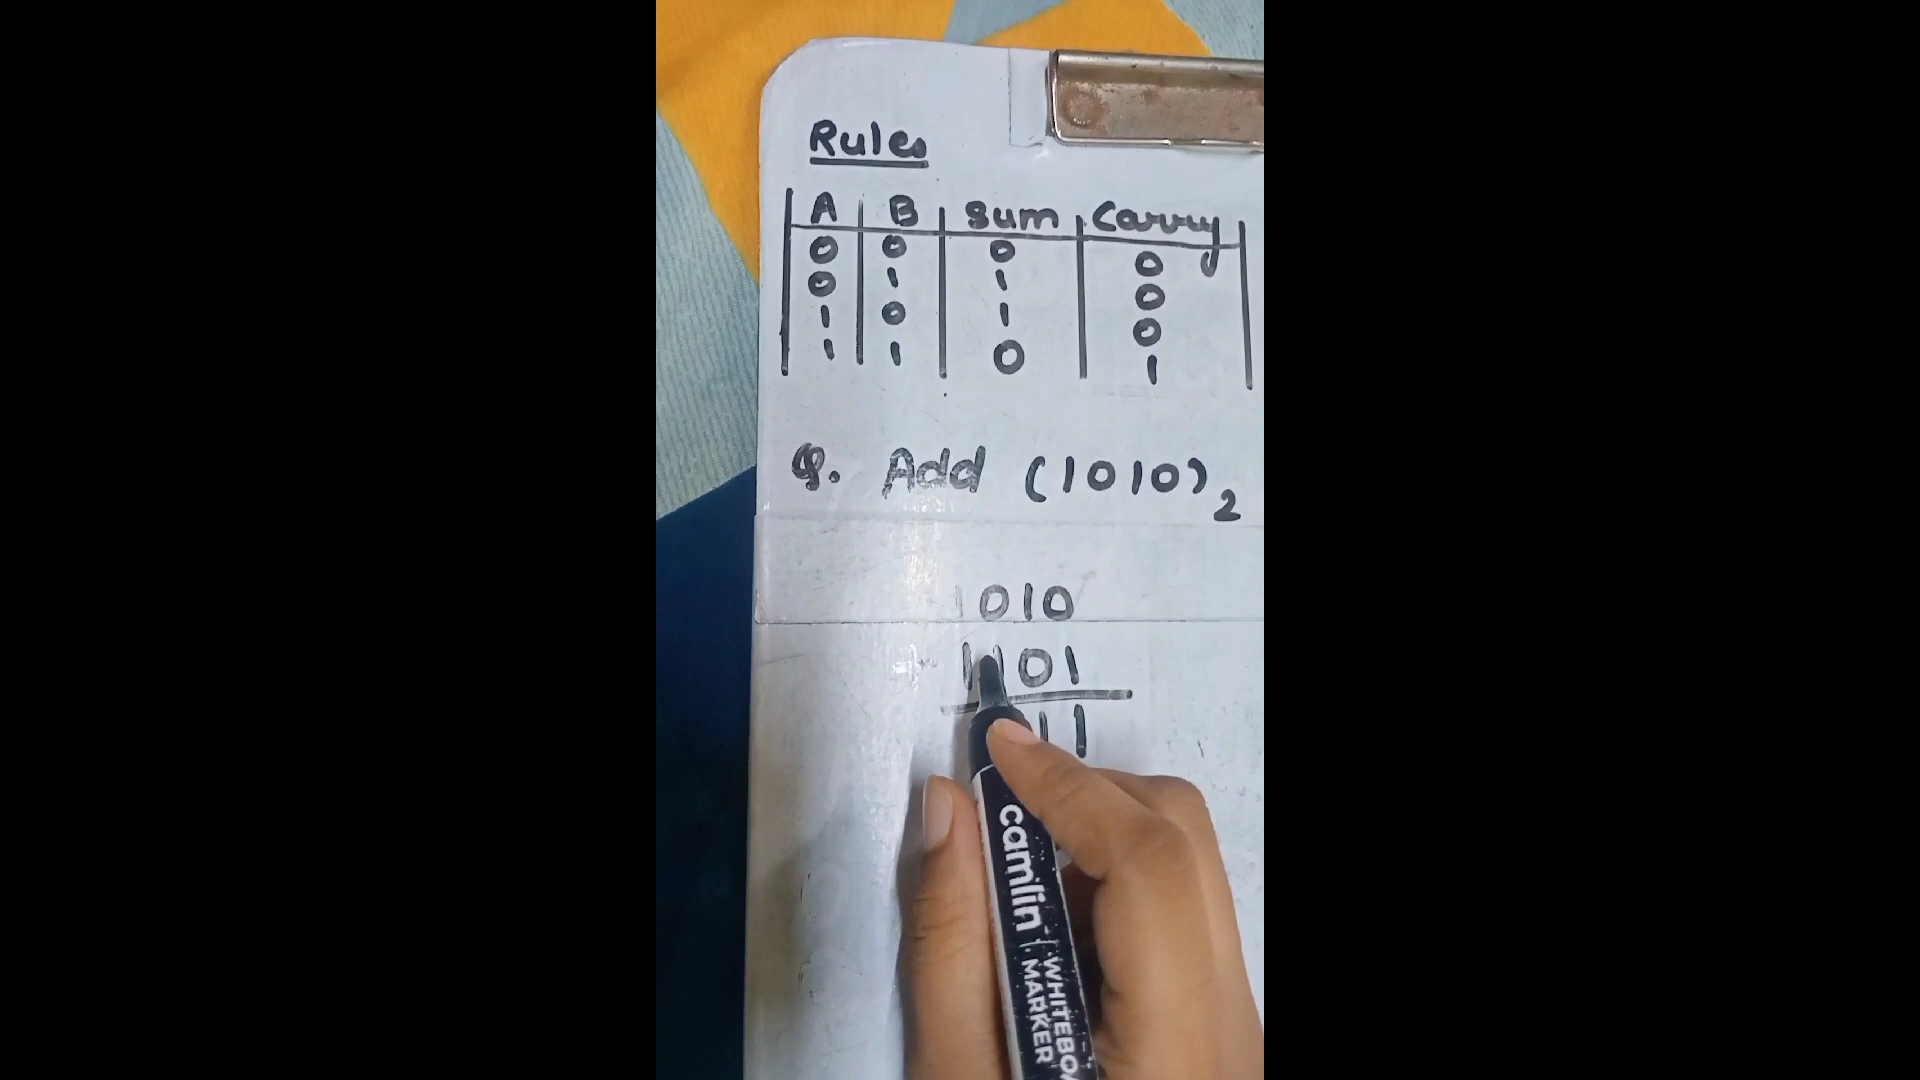 Rules
A B Sum Carry
0 0 0 0
0 1 1 0
1 0 1 0
1 1 0 1
Q. Add (1010)2
1010
+ 1101
11
camlin WHITEBO
MARKER